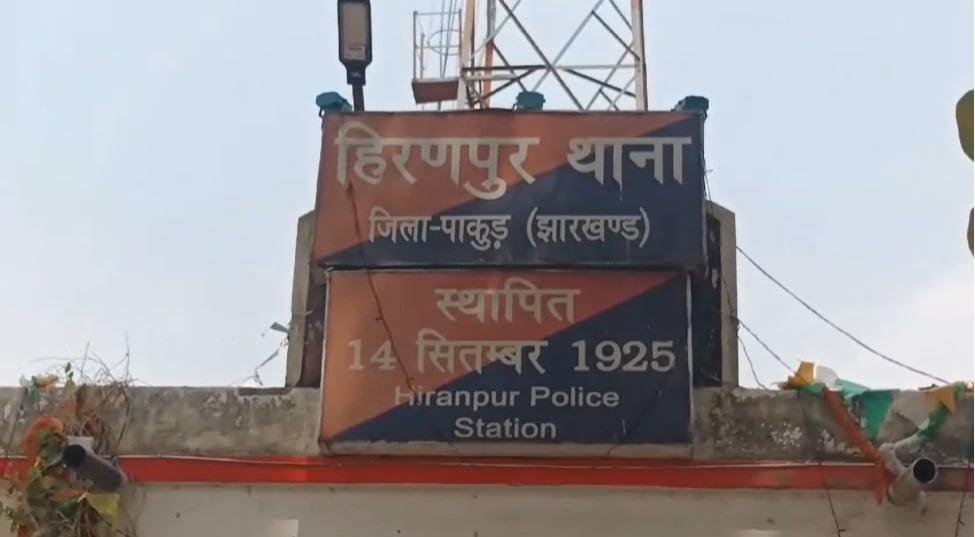 हिरणपुर थाना
जिला-पाकुड़ (झारखण्ड)
स्थापित
14 सितम्बर 1925
Hiranpur Police
Station